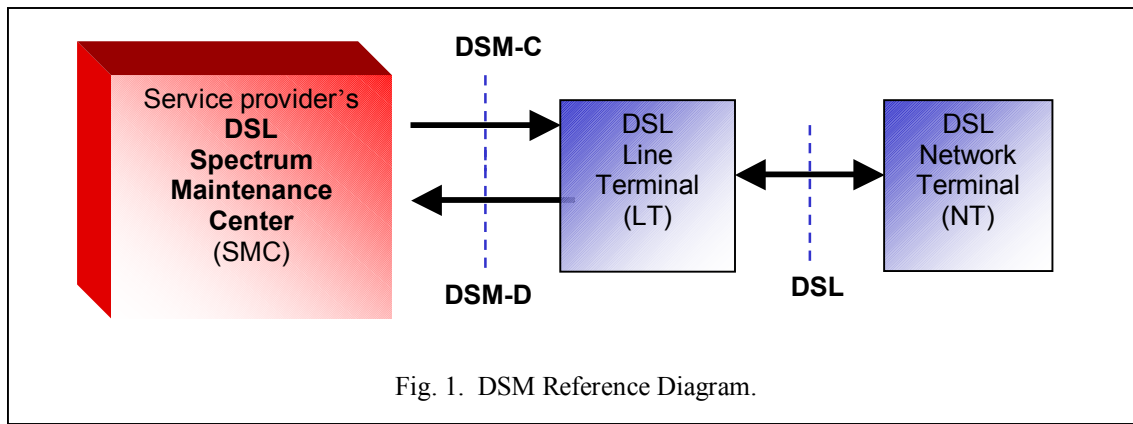 DSM-C
Service provider's
DSL
Spectrum
Maintenance
Center
(SMC)
DSL
Line
Terminal
(LT)
DSL
Network
Terminal
(NT)
DSM-D
DSL
Fig. 1. DSM Reference Diagram.